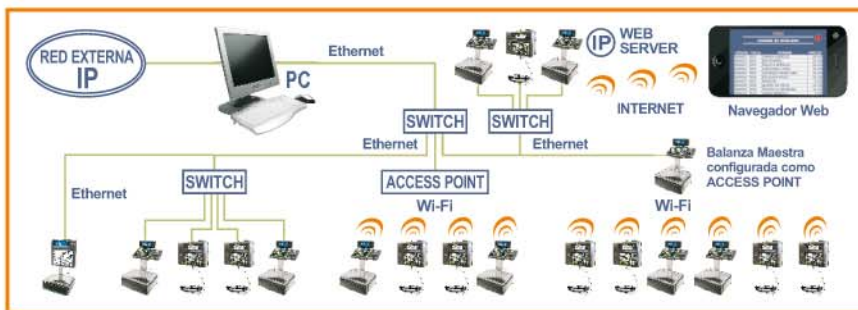 RED EXTERNA
IP
Ethernet
PC
IP
WEB
SERVER
INTERNET
Navegador Web
SWITCH
SWITCH
Ethernet
Ethernet
Ethernet
SWITCH
ACCESS POINT
Wi-Fi
Balanza Maestra
configurada como
ACCESS POINT
Wi-Fi